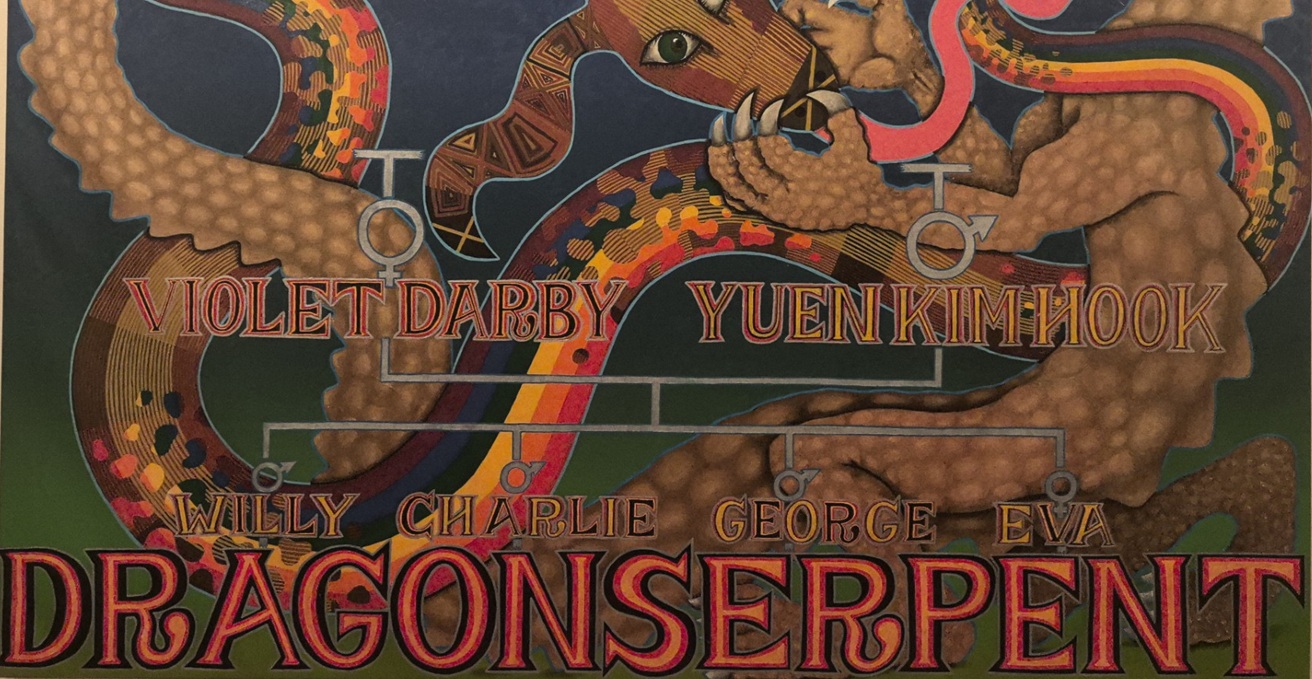 VIOLET DARBY YUEN KIM HOOK
WILLY CHARLIE GEORGE EVA
DRAGONSERPENT